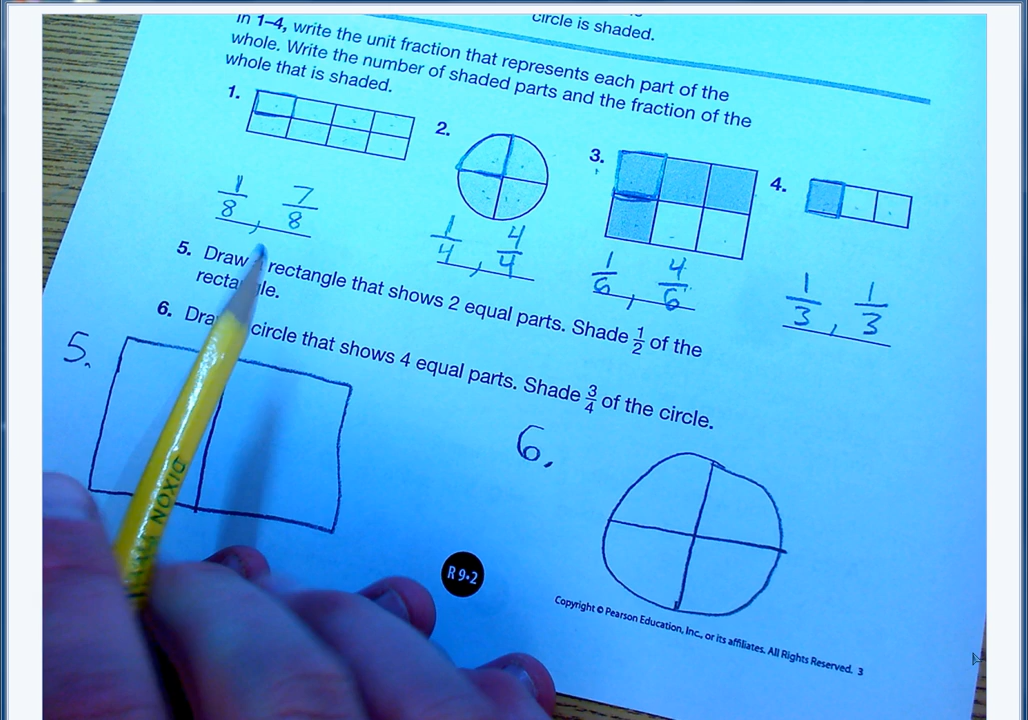 circle is shaded.
In 1–4, write the unit fraction that represents each part of the
whole. Write the number of shaded parts and the fraction of the
whole that is shaded.
1.
2.
3.
4.
1/8, 7/8
1/4, 4/4
1/6, 4/6
1/3, 1/3
5. Draw rectangle that shows 2 equal parts. Shade 1/2 of the
rectangle.
6. Draw circle that shows 4 equal parts. Shade 3/4 of the circle.
5.
6.
DIXON
R 9•2
Copyright © Pearson Education, Inc., or its affiliates. All Rights Reserved. 3